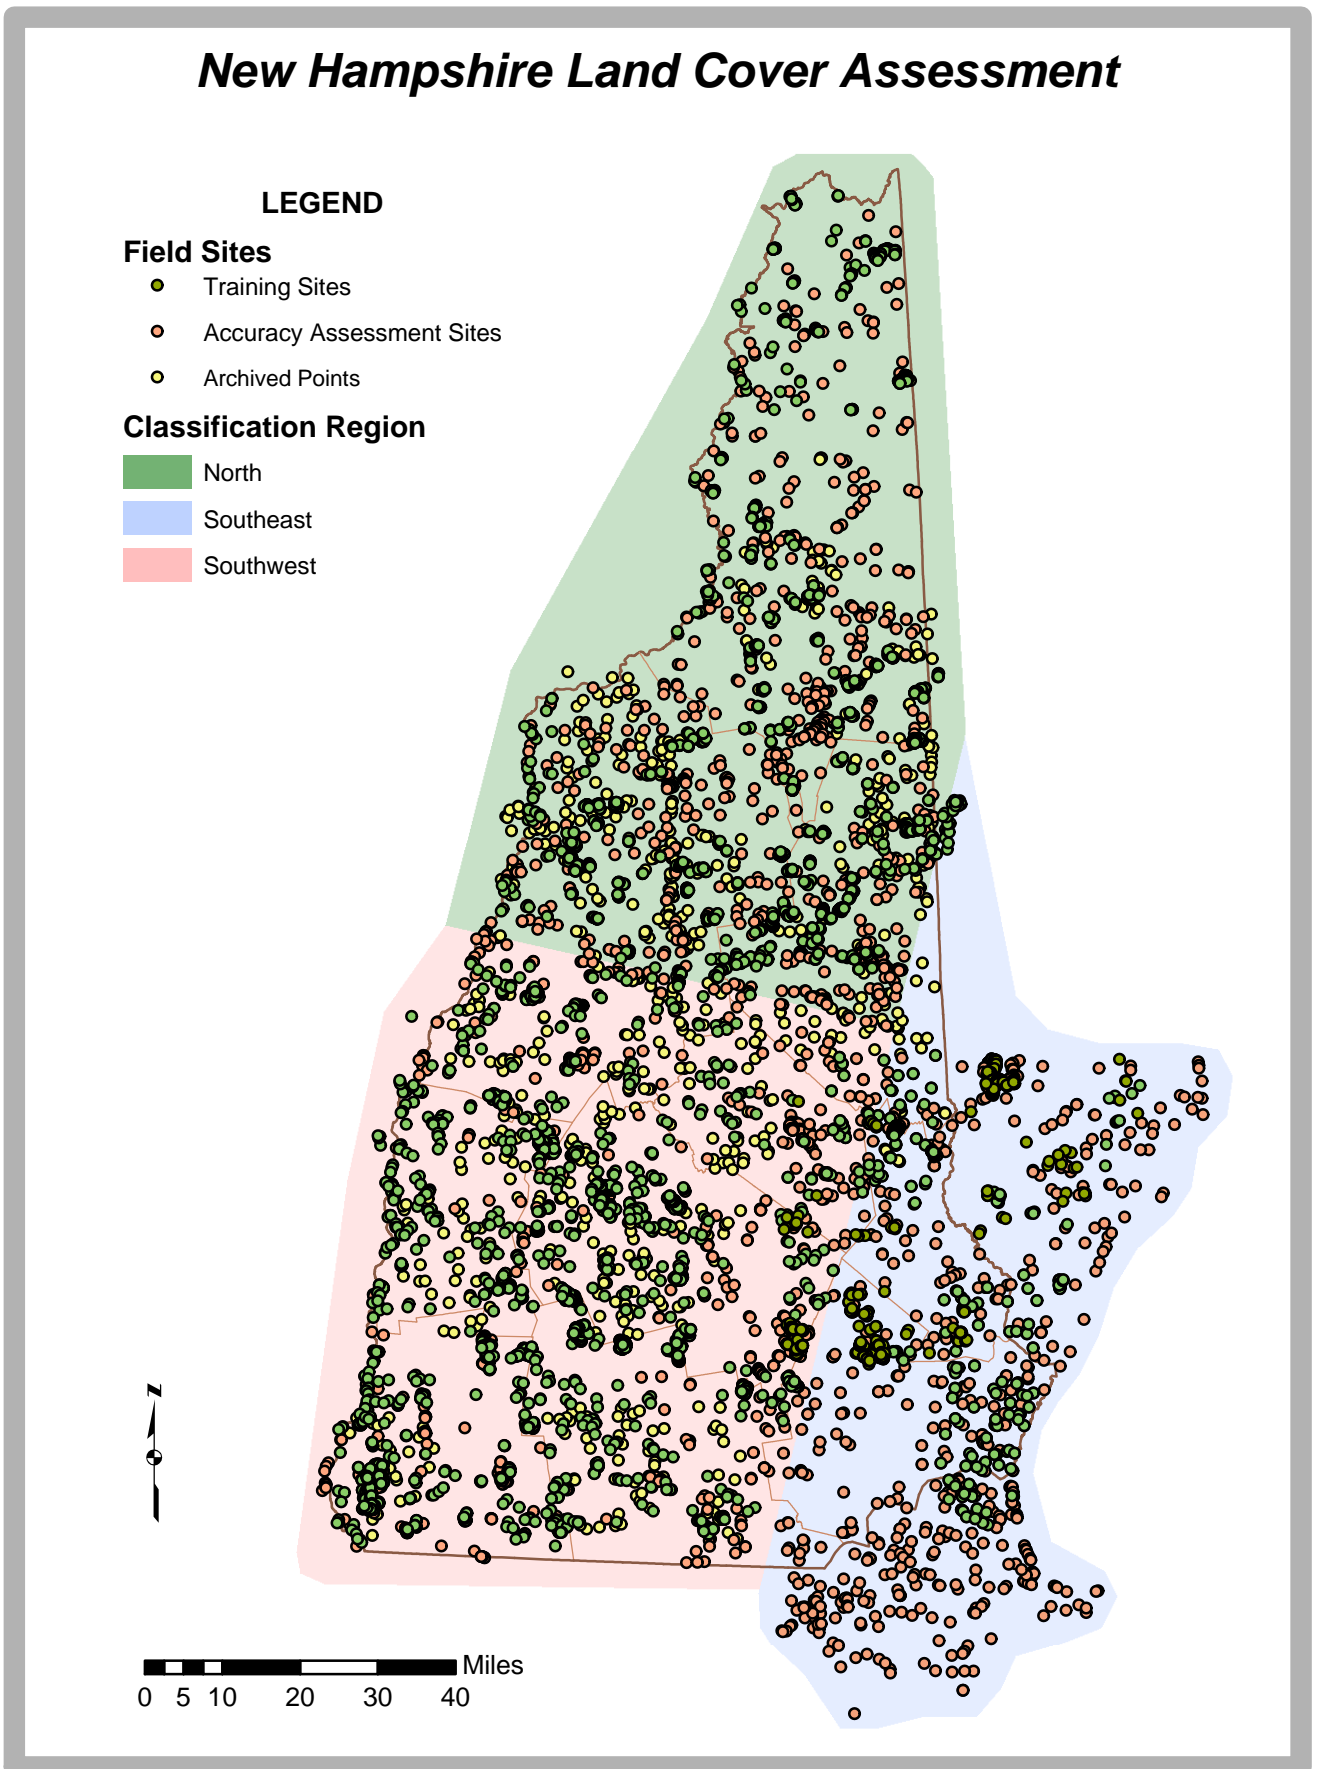 New Hampshire Land Cover Assessment
LEGEND
Field Sites
Training Sites
Accuracy Assessment Sites
Archived Points
Classification Region
North
Southeast
Southwest
N
Miles
0 5 10 20 30 40